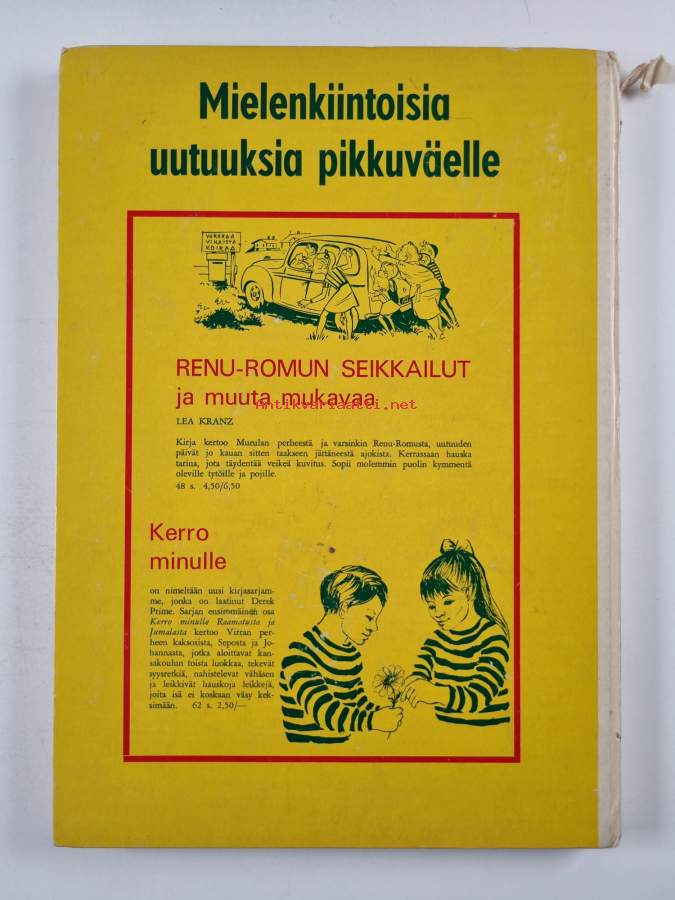 Mielenkiintoisia
uutuuksia pikkuväelle
VAROKAA
VIHAISTA
KOIRAA
RENU-ROMUN SEIKKAILUT
ja muuta mukavaa
Antikvariaatti.net
LEA KRANZ
Kirja kertoo Murulan perheestä ja varsinkin Renu-Romusta, uutuuden
päivät jo kauan sitten taakseen jättäneestä ajokista. Kerrassaan hauska
tarina, jota täydentää veikeä kuvitus. Sopii molemmin puolin kymmentä
oleville tytöille ja pojille.
48 s. 4,50/6,50
Kerro
minulle
on nimeltään uusi kirjasarjam-
me, jonka on laatinut Derek
Prime. Sarjan ensimmäinen osa
Kerro minulle Raamatusta ja
Jumalasta kertoo Virran per-
heen kaksosista, Seposta ja Jo-
hannasta, jotka aloittavat kan-
sakoulun toista luokkaa, tekevät
syysretkiä, nahistelevat vähäsen
ja leikkivät hauskoja leikkejä,
joita isä ei koskaan väsy kek-
simään. 62 s. 2,50/—